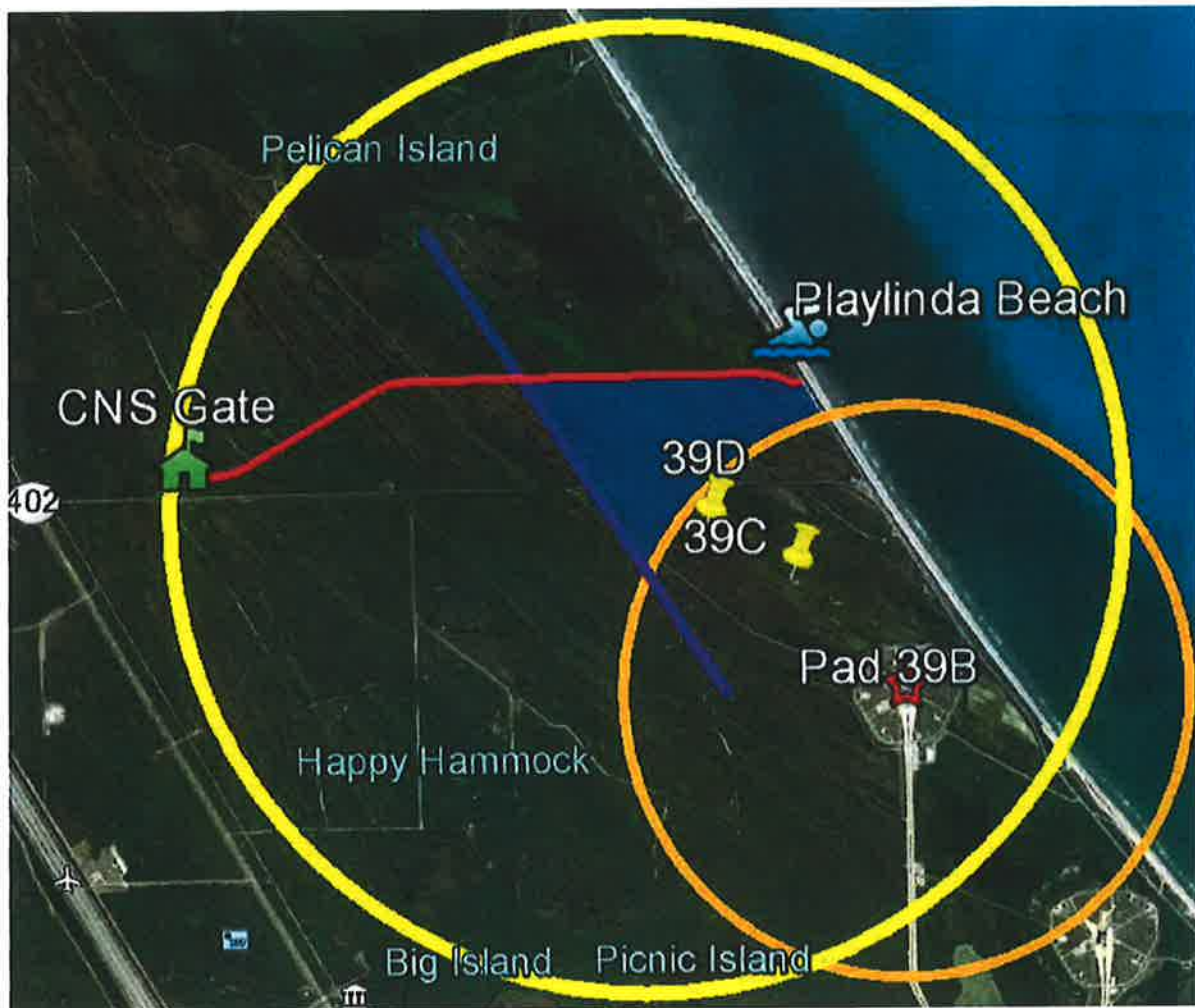 Pelican Island
Playlinda Beach
CNS Gate
39D
402
39C
Pad 39B
Happy Hammock
Big Island
Picnic Island